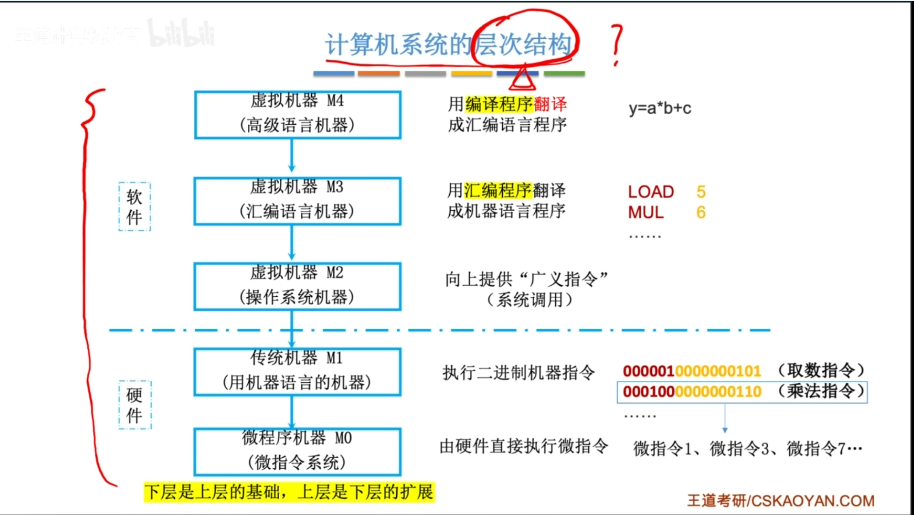 bilibili
计算机系统的层次结构
?
虚拟机器 M4
(高级语言机器)
用编译程序翻译
成汇编语言程序
y=a*b+c
软件
虚拟机器 M3
(汇编语言机器)
用汇编程序翻译
成机器语言程序
LOAD 5
MUL 6
……
虚拟机器 M2
(操作系统机器)
向上提供“广义指令”
(系统调用)
硬件
传统机器 M1
(用机器语言的机器)
执行二进制机器指令
0000010000000101 (取数指令)
0001000000000110 (乘法指令)
……
微程序机器 M0
(微指令系统)
由硬件直接执行微指令
微指令1、微指令3、微指令7…
下层是上层的基础，上层是下层的扩展
王道考研/CSKAOYAN.COM